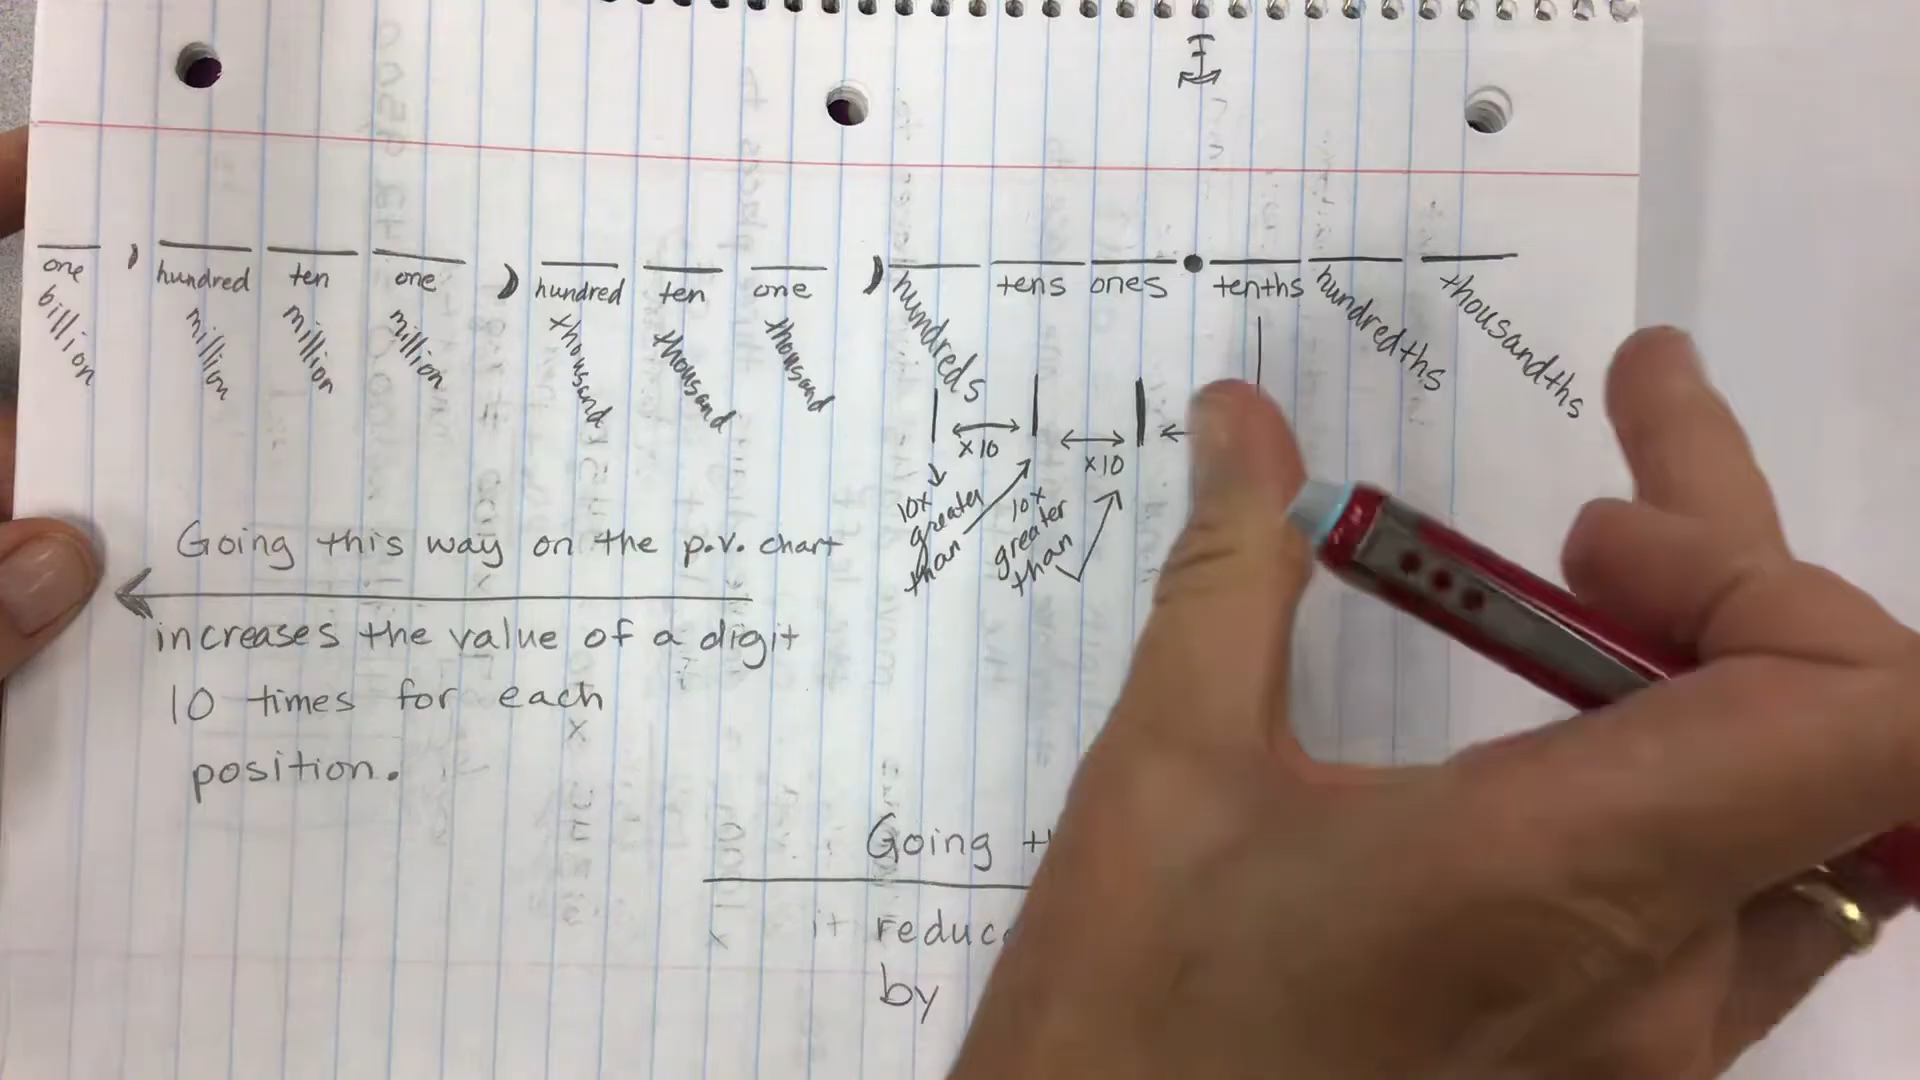 one , hundred ten one , hundred ten one , hundreds tens ones . tenths hundredths thousandths
billion million million million thousand thousand thousand
x10 x10
10x greater than
10x greater than
Going this way on the p.v. chart
increases the value of a digit
10 times for each
position.
Going
it
by